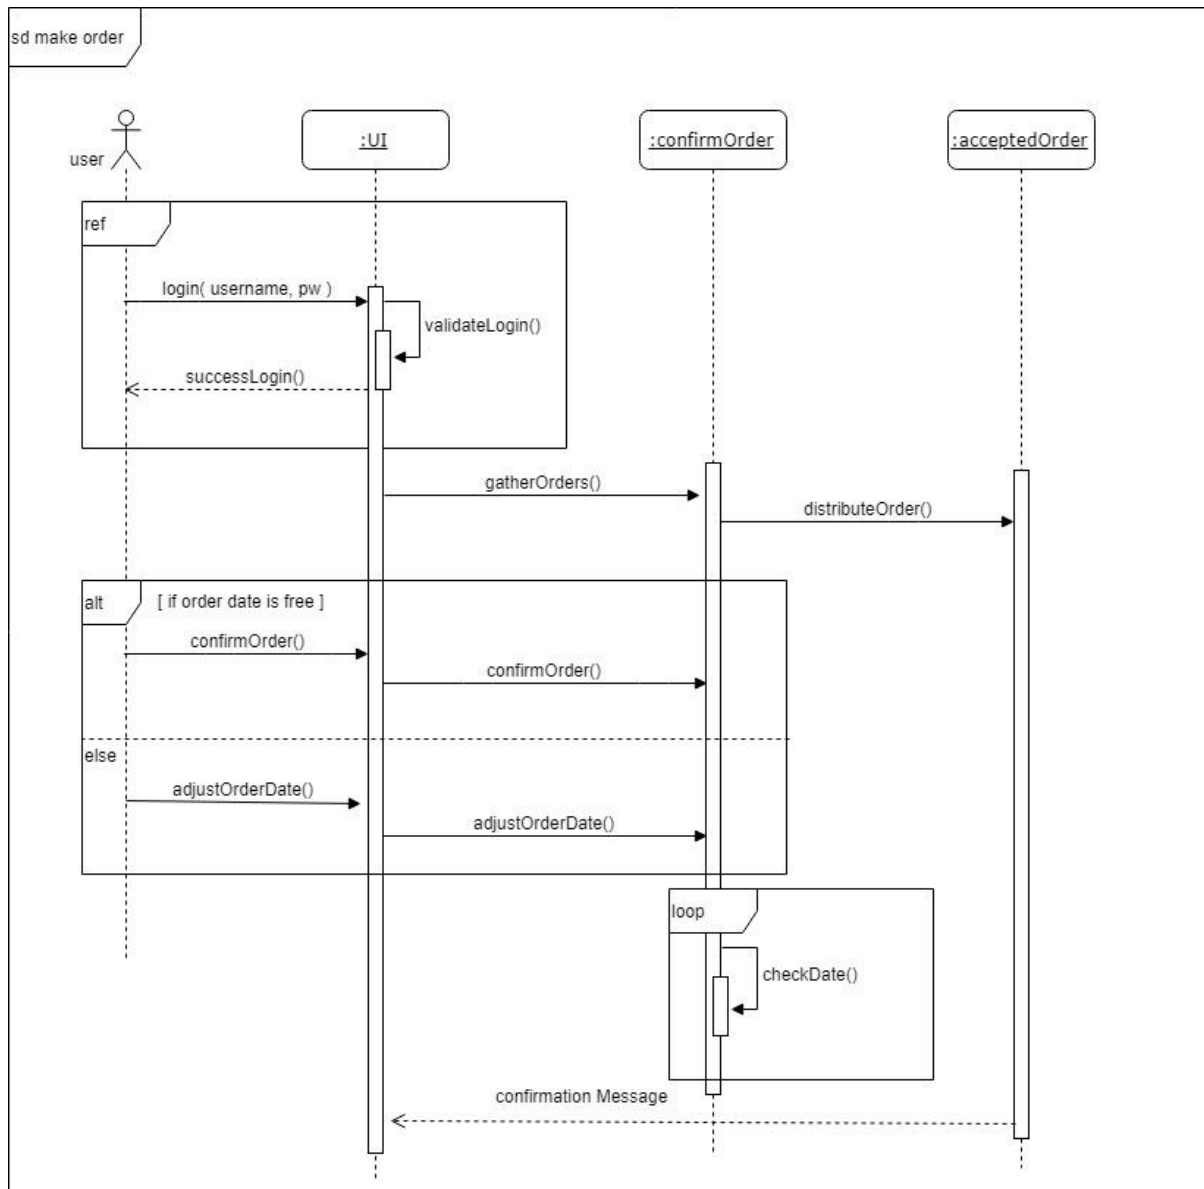 sd make order
user
:UI
:confirmOrder
:acceptedOrder
ref
login( username, pw )
validateLogin()
successLogin()
gatherOrders()
distributeOrder()
alt
[ if order date is free ]
confirmOrder()
confirmOrder()
else
adjustOrderDate()
adjustOrderDate()
loop
checkDate()
confirmation Message